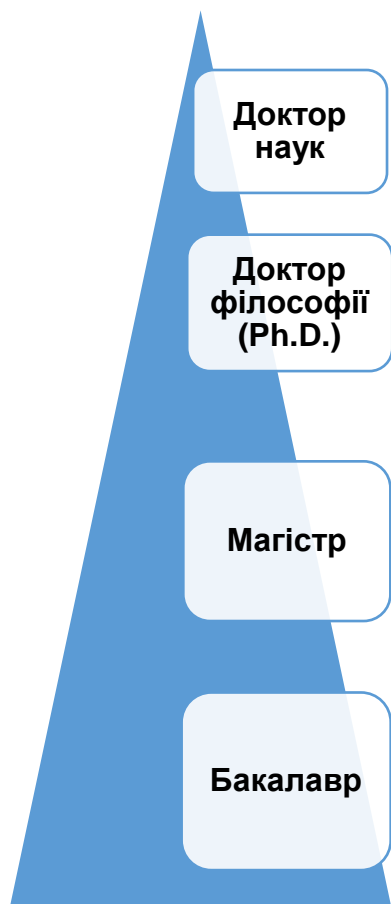 Доктор
наук
Доктор
філософії
(Ph.D.)
Магістр
Бакалавр